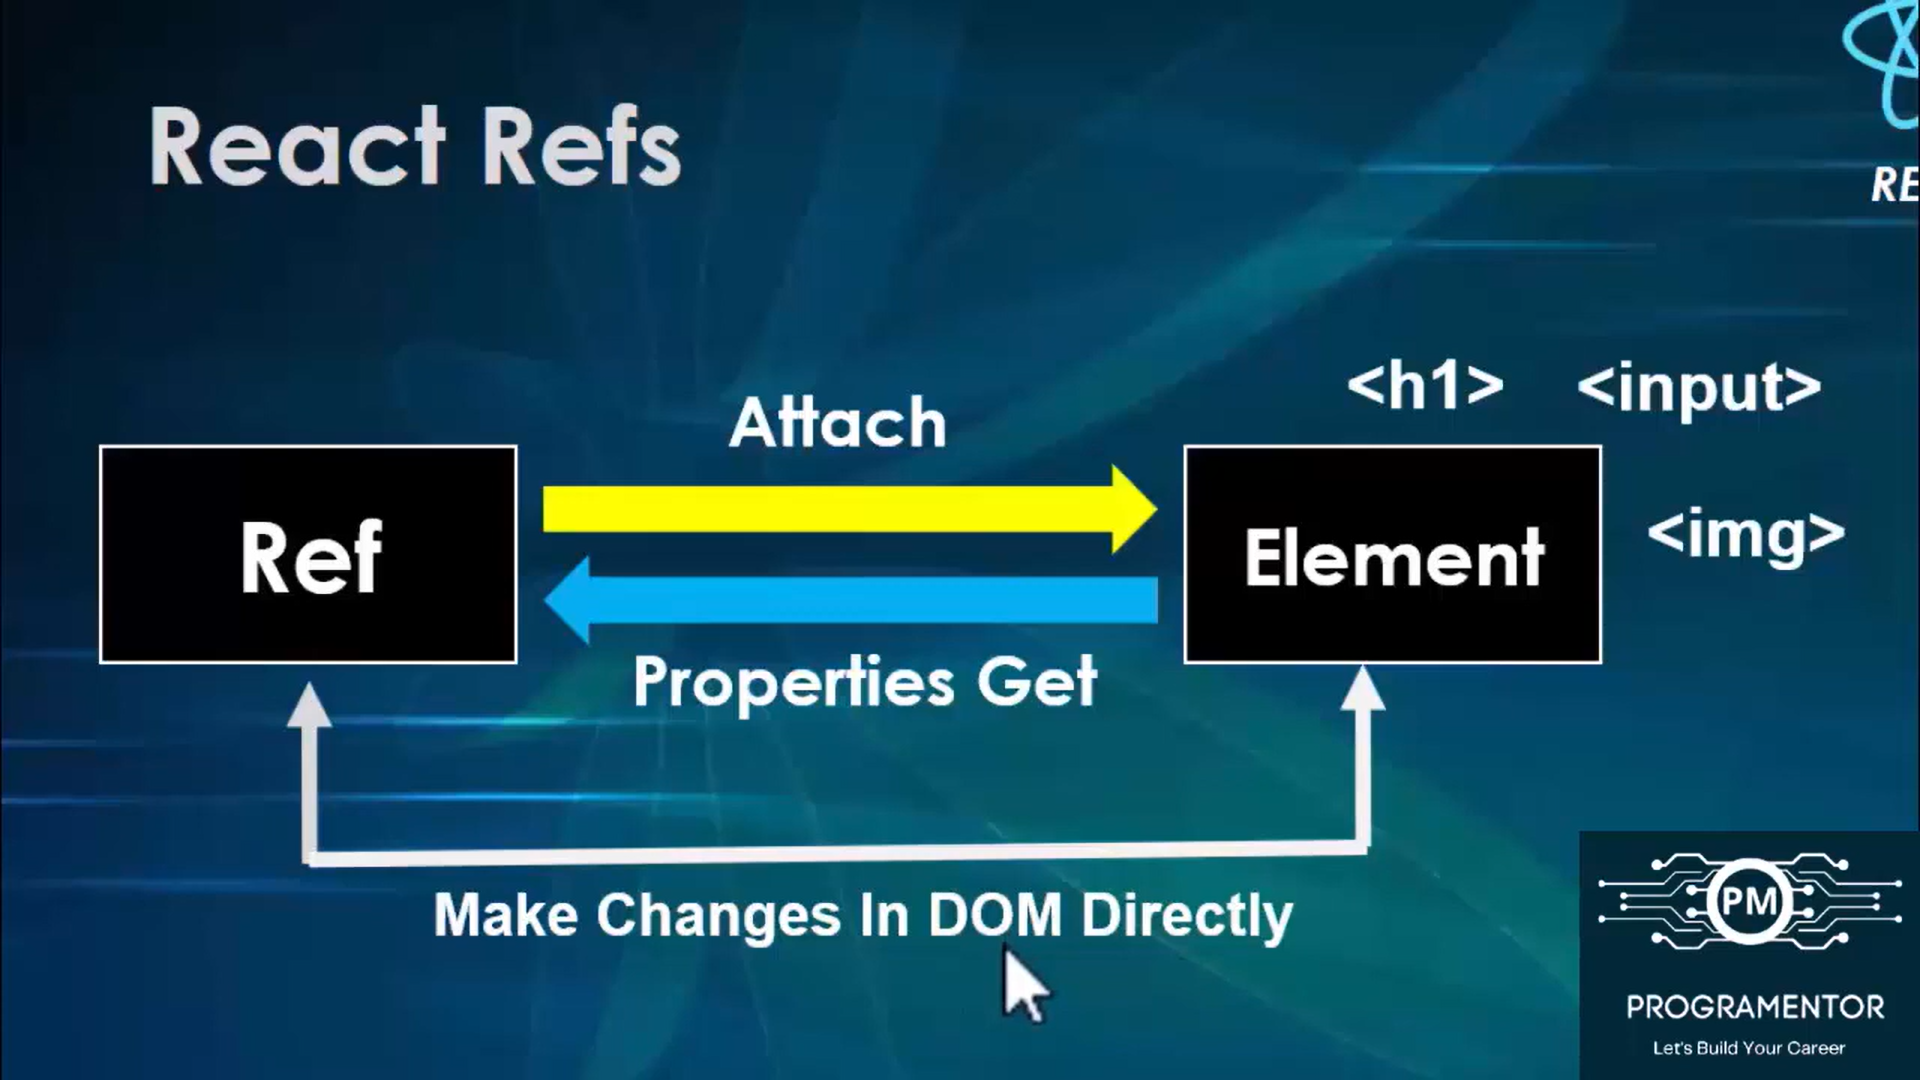 React Refs
RE
<h1> <input>
Attach
Ref
Element
<img>
Properties Get
Make Changes In DOM Directly
PM
PROGRAMENTOR
Let's Build Your Career